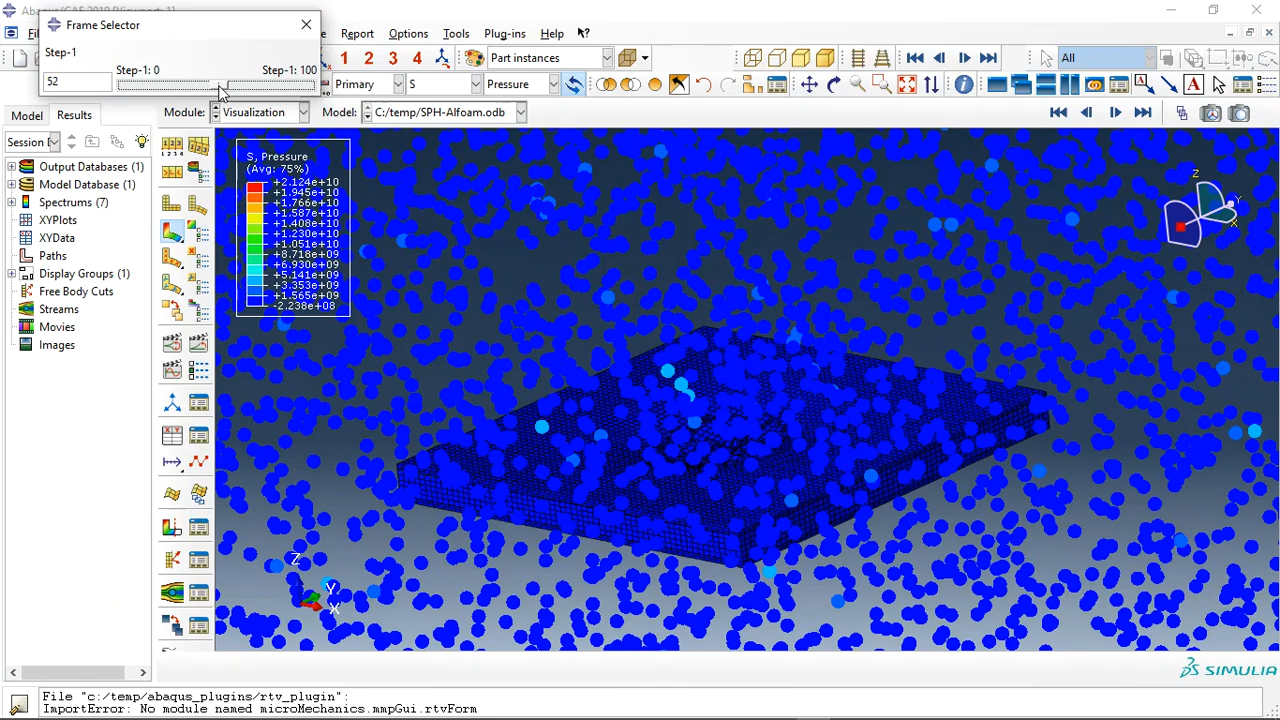 Abaqus/CAE 2019 [Viewport: 1]
Frame Selector
Step-1
Step-1: 0
Step-1: 100
52
Report
Options
Tools
Plug-ins
Help
1 2 3 4
Part instances
All
Primary
S
Pressure
Model
Results
Module:
Visualization
Model:
C:/temp/SPH-Alfoam.odb
Output Databases (1)
Model Database (1)
Spectrums (7)
XYPlots
XYData
Paths
Display Groups (1)
Free Body Cuts
Streams
Movies
Images
S, Pressure
(Avg: 75%)
+2.124e+10
+1.945e+10
+1.766e+10
+1.587e+10
+1.408e+10
+1.230e+10
+1.051e+10
+8.718e+09
+6.930e+09
+5.141e+09
+3.353e+09
+1.565e+09
-2.238e+08
Z
Y
X
Z
X
SIMULIA
File "c:/temp/abaqus_plugins/rtv_plugin":
ImportError: No module named microMechanics.mmpGui.rtvForm